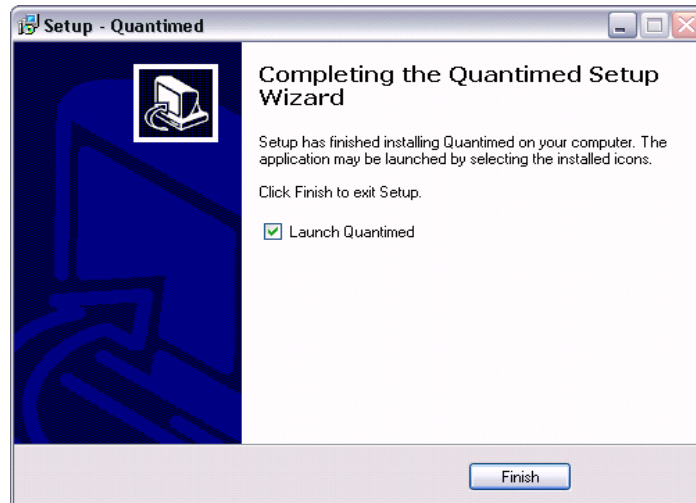 Setup - Quantimed
Completing the Quantimed Setup
Wizard
Setup has finished installing Quantimed on your computer. The
application may be launched by selecting the installed icons.
Click Finish to exit Setup.
Launch Quantimed
Finish